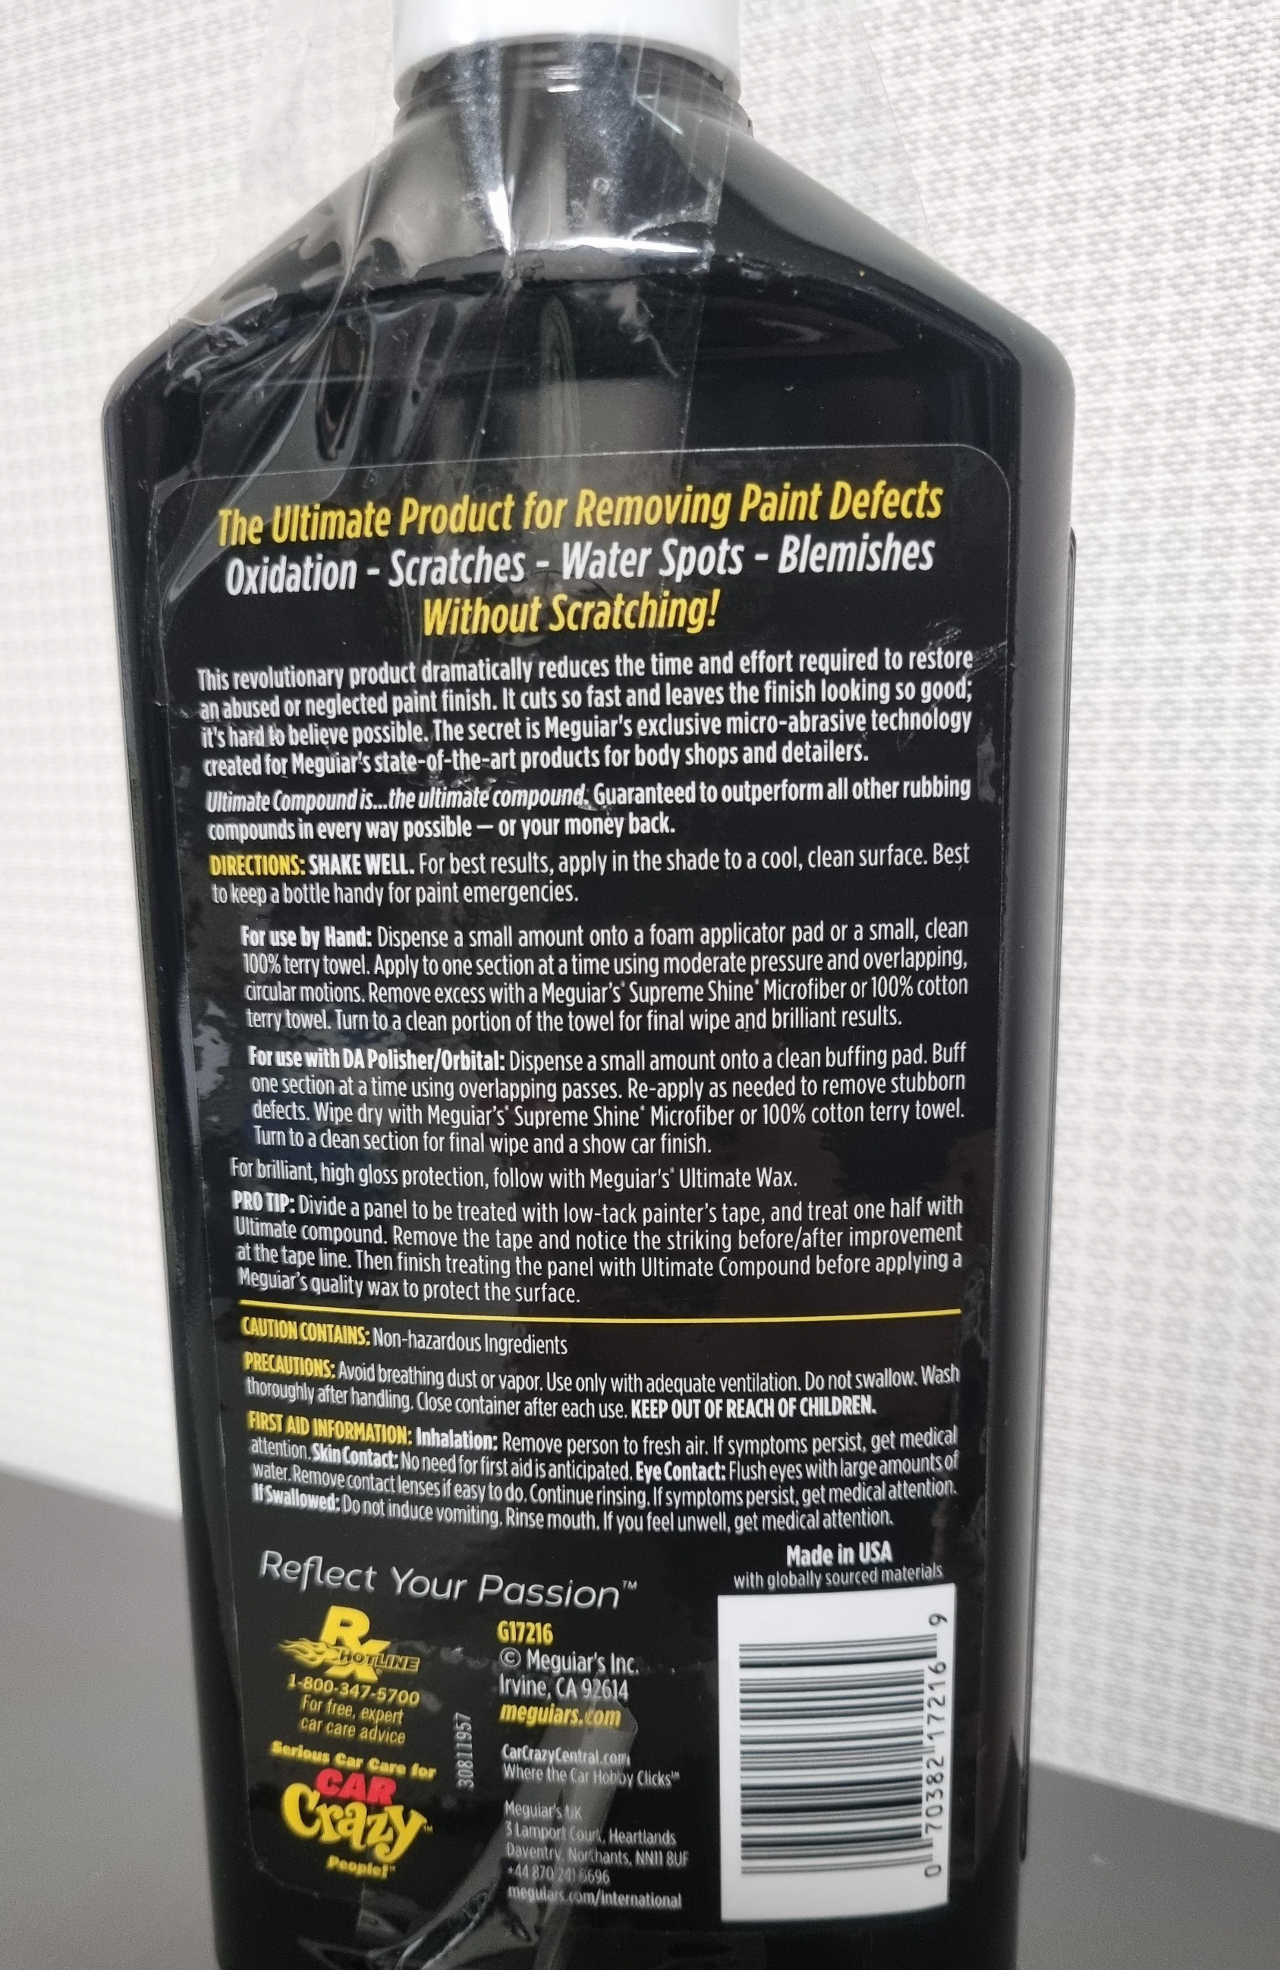 The Ultimate Product for Removing Paint Defects
Oxidation - Scratches - Water Spots - Blemishes
Without Scratching!
This revolutionary product dramatically reduces the time and effort required to restore
an abused or neglected paint finish. It cuts so fast and leaves the finish looking so good;
it's hard to believe possible. The secret is Meguiar's exclusive micro-abrasive technology
created for Meguiar's state-of-the-art products for body shops and detailers.
Ultimate Compound is...the ultimate compound. Guaranteed to outperform all other rubbing
compounds in every way possible — or your money back.
DIRECTIONS: SHAKE WELL. For best results, apply in the shade to a cool, clean surface. Best
to keep a bottle handy for paint emergencies.
For use by Hand: Dispense a small amount onto a foam applicator pad or a small, clean
100% terry towel. Apply to one section at a time using moderate pressure and overlapping,
circular motions. Remove excess with a Meguiar's® Supreme Shine® Microfiber or 100% cotton
terry towel. Turn to a clean portion of the towel for final wipe and brilliant results.
For use with DA Polisher/Orbital: Dispense a small amount onto a clean buffing pad. Buff
one section at a time using overlapping passes. Re-apply as needed to remove stubborn
defects. Wipe dry with Meguiar's® Supreme Shine® Microfiber or 100% cotton terry towel.
Turn to a clean section for final wipe and a show car finish.
For brilliant, high gloss protection, follow with Meguiar's® Ultimate Wax.
PRO TIP: Divide a panel to be treated with low-tack painter's tape, and treat one half with
Ultimate compound. Remove the tape and notice the striking before/after improvement
at the tape line. Then finish treating the panel with Ultimate Compound before applying a
Meguiar's quality wax to protect the surface.
CAUTION CONTAINS: Non-hazardous Ingredients
PRECAUTIONS: Avoid breathing dust or vapor. Use only with adequate ventilation. Do not swallow. Wash
thoroughly after handling. Close container after each use. KEEP OUT OF REACH OF CHILDREN.
FIRST AID INFORMATION: Inhalation: Remove person to fresh air. If symptoms persist, get medical
attention. Skin Contact: No need for first aid is anticipated. Eye Contact: Flush eyes with large amounts of
water. Remove contact lenses if easy to do. Continue rinsing. If symptoms persist, get medical attention.
If Swallowed: Do not induce vomiting. Rinse mouth. If you feel unwell, get medical attention.
Made in USA
with globally sourced materials
Reflect Your Passion™
Rx
HOTLINE
1-800-347-5700
For free, expert
car care advice
Serious Car Care for
CAR
Crazy™
People!™
30811957
G17216
© Meguiar's Inc.
Irvine, CA 92614
meguiars.com
CarCrazyCentral.com
Where the Car Hobby Clicks™
Meguiar's UK
3 Lamport Court, Heartlands
Daventry, Northants, NN11 8UF
+44 870 241 6696
meguiars.com/international
0 70382 17216 9